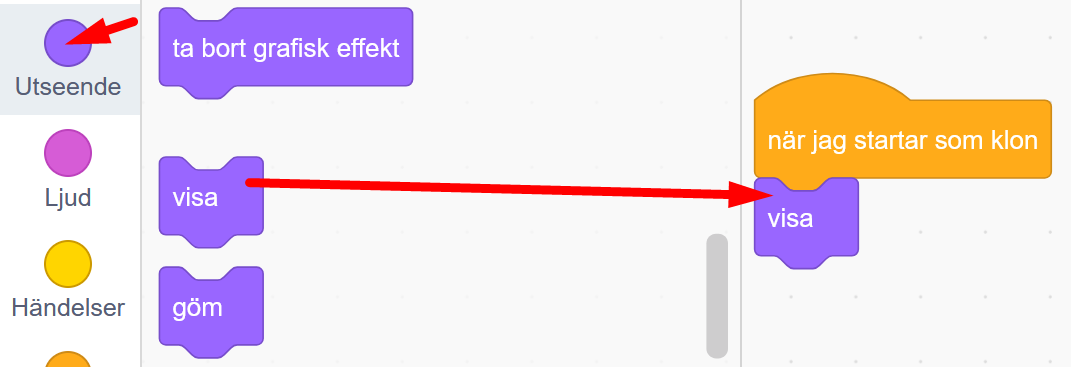 Utseende
Ljud
Händelser
ta bort grafisk effekt
visa
göm
när jag startar som klon
visa